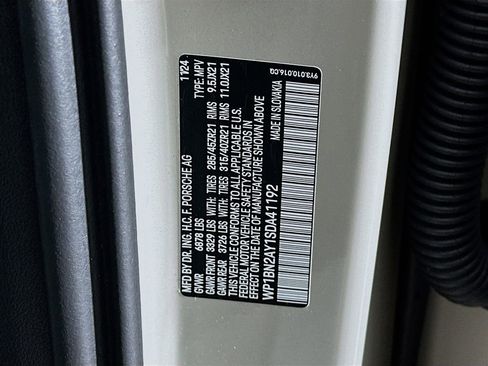 MFD BY DR. ING. H.C. F. PORSCHE AG 11/24
GVWR 6878 LBS TYPE: MPV
GAWR FRONT 3829 LBS WITH: TIRES 285/45ZR21 RIMS 9.5JX21
GAWR REAR 3726 LBS WITH: TIRES 315/40ZR21 RIMS 11.0JX21
THIS VEHICLE CONFORMS TO ALL APPLICABLE U.S.
FEDERAL MOTOR VEHICLE SAFETY STANDARDS IN EFFECT
ON THE DATE OF MANUFACTURE SHOWN ABOVE
WP1BN2AY1SDA41192 MADE IN SLOVAKIA
9Y3.010.016.CQ